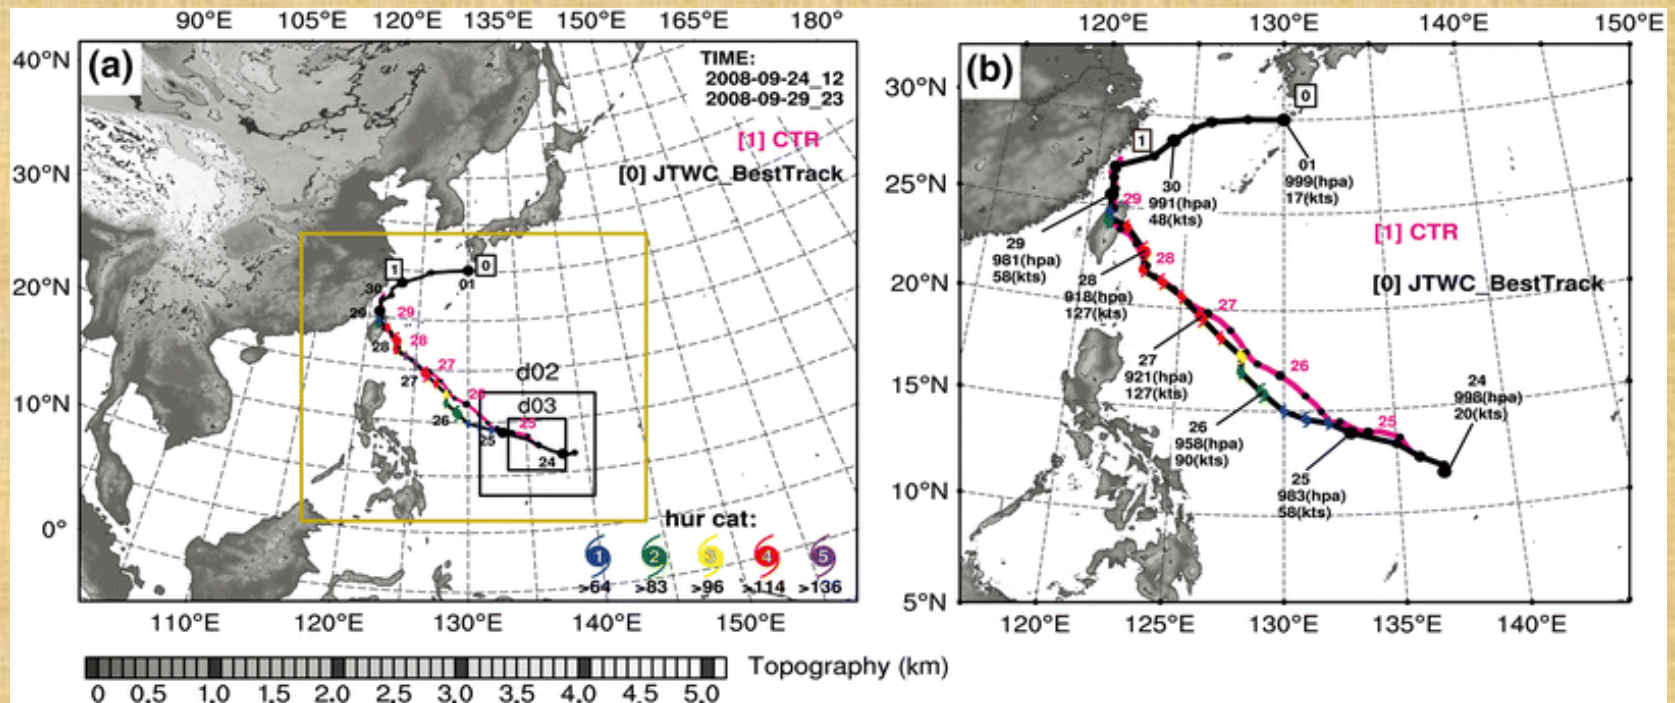 90°E 105°E 120°E 135°E 150°E 165°E 180°
(a)
TIME:
2008-09-24_12
2008-09-29_23
[1] CTR
[0] JTWC_BestTrack
40°N
30°N
20°N
10°N
0°
1
0
01
30
29
29
28
28
27
27
d02
26
26
d03
25
25
24
hur cat:
1 2 3 4 5
>64 >83 >96 >114 >136
110°E 120°E 130°E 140°E 150°E
0 0.5 1.0 1.5 2.0 2.5 3.0 3.5 4.0 4.5 5.0
Topography (km)
120°E 130°E 140°E 150°E
(b)
30°N
25°N
20°N
15°N
10°N
5°N
0
1
01
999(hpa)
17(kts)
30
991(hpa)
48(kts)
29
[1] CTR
29
981(hpa)
58(kts)
28
28
918(hpa)
127(kts)
[0] JTWC_BestTrack
27
27
921(hpa)
127(kts)
26
24
998(hpa)
20(kts)
26
958(hpa)
90(kts)
25
25
983(hpa)
58(kts)
120°E 125°E 130°E 135°E 140°E